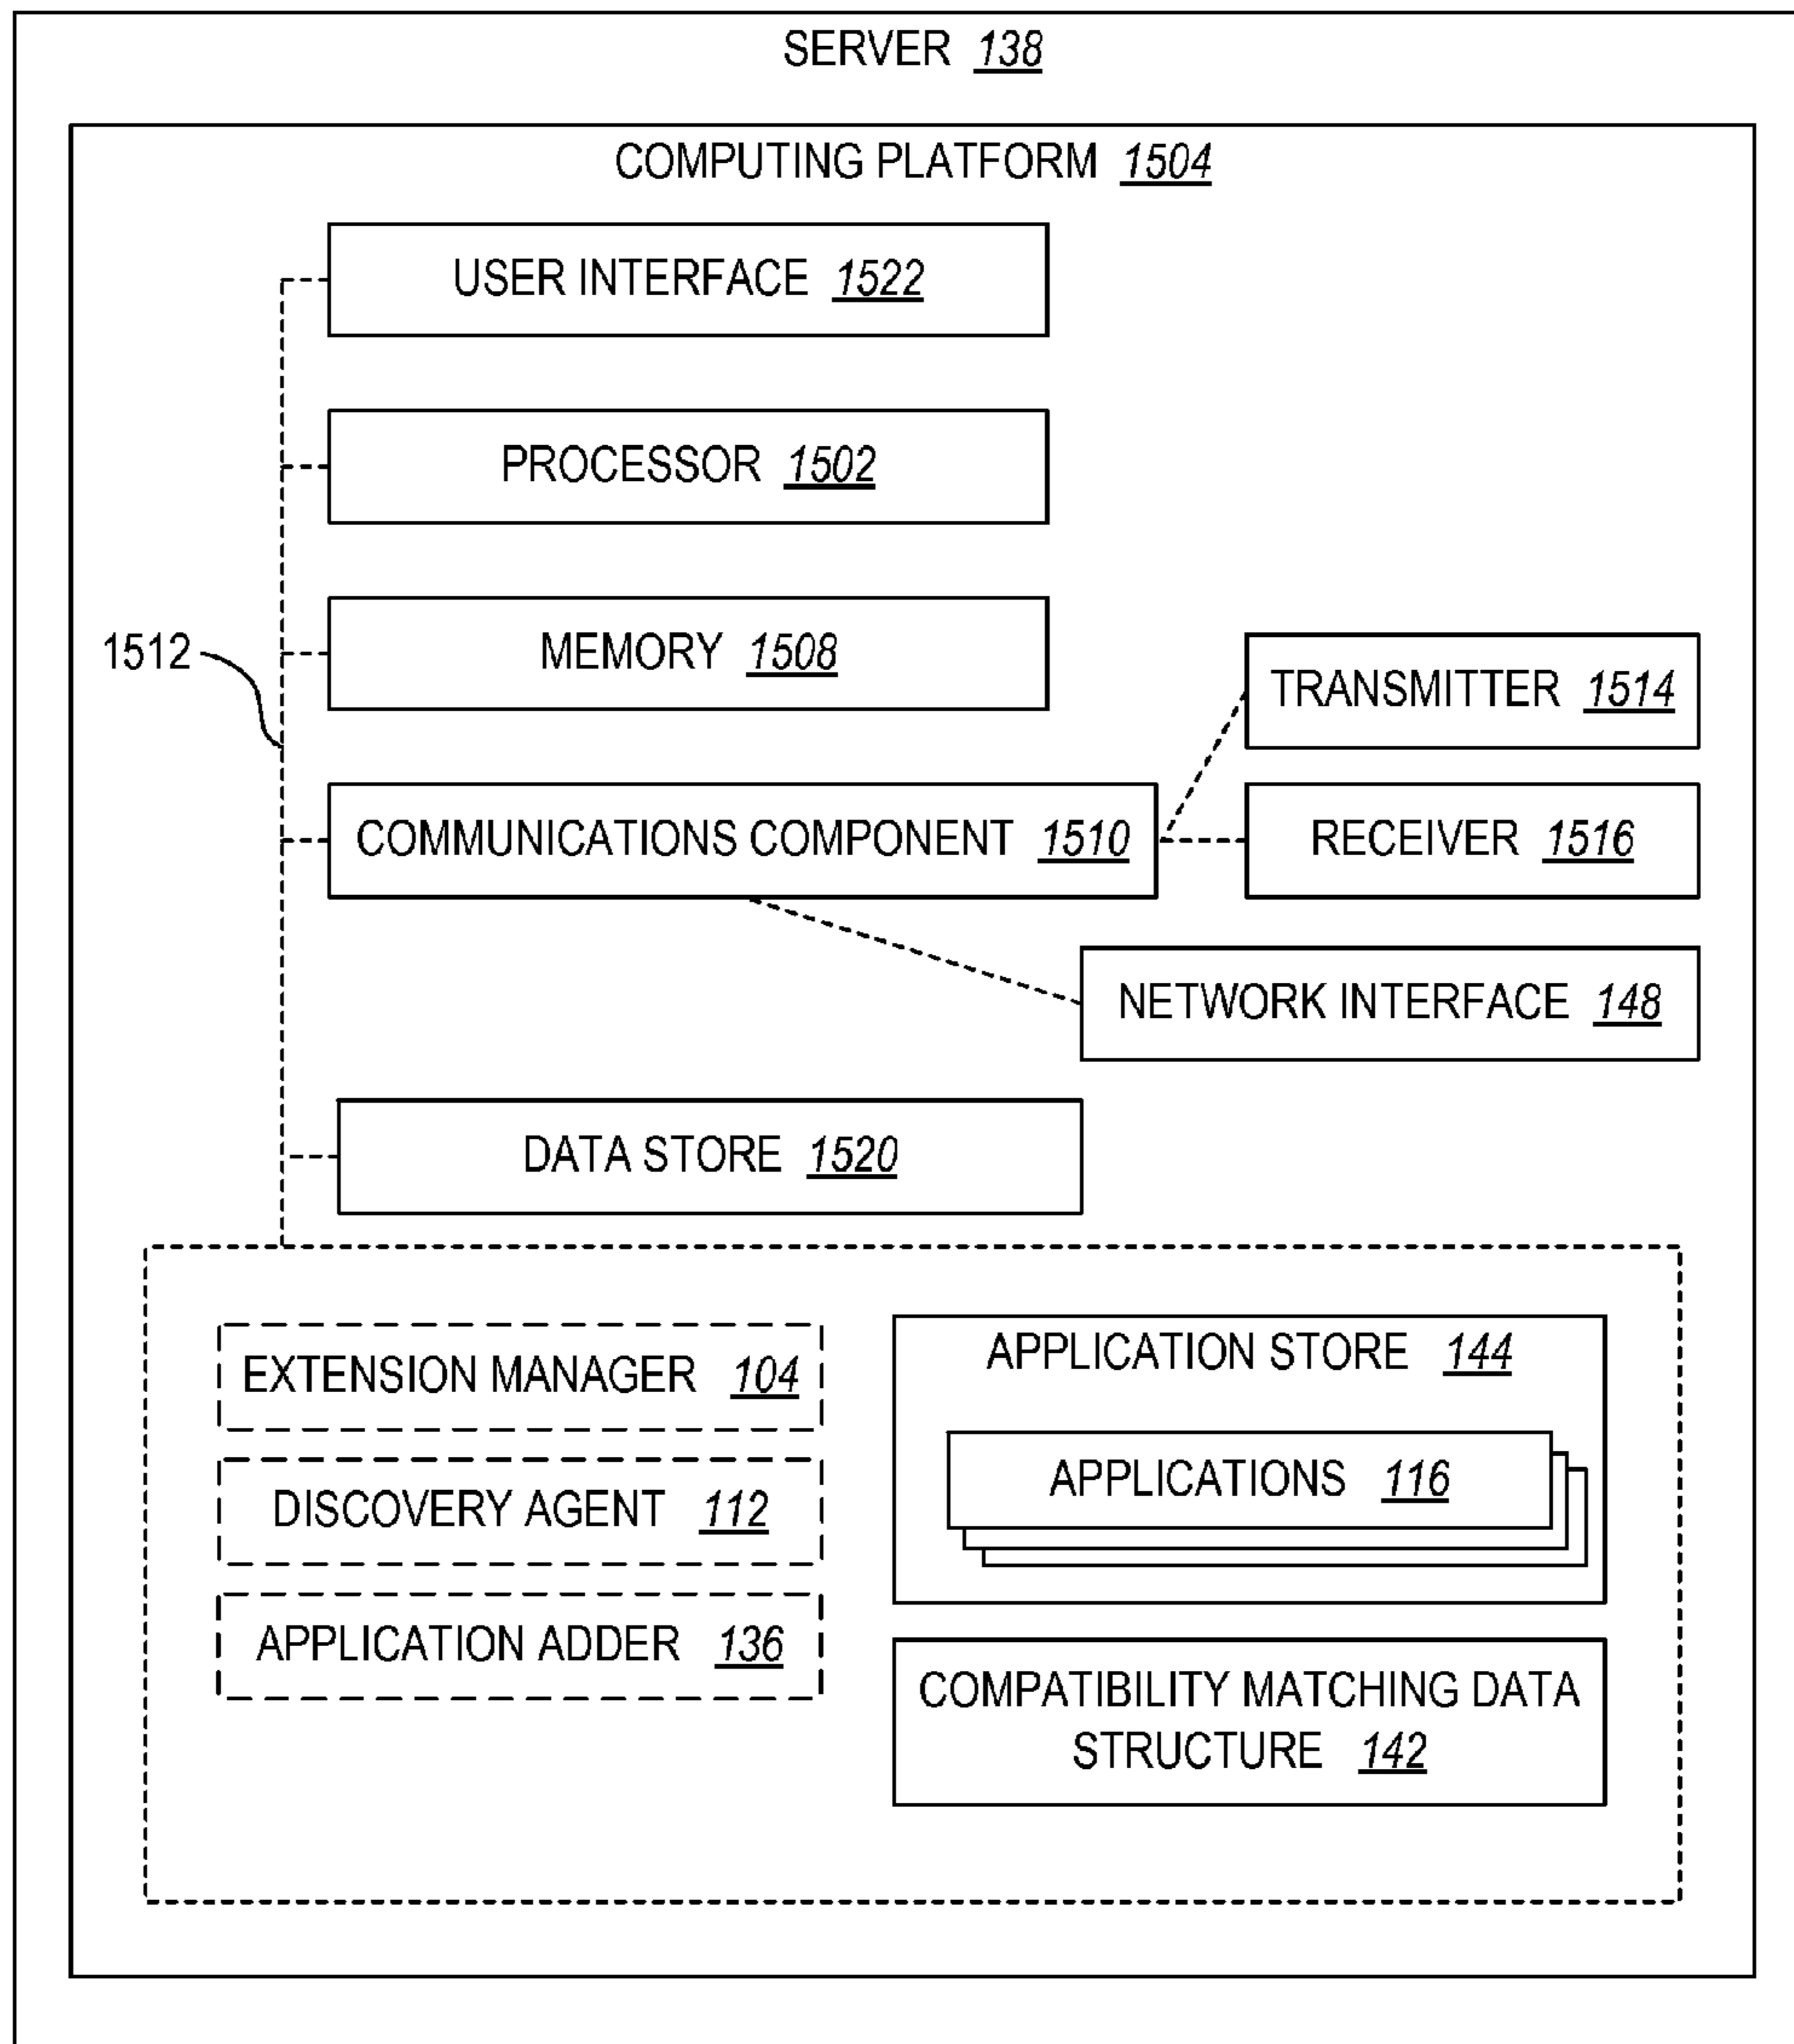 SERVER 138
COMPUTING PLATFORM 1504
USER INTERFACE 1522
PROCESSOR 1502
MEMORY 1508
1512
TRANSMITTER 1514
COMMUNICATIONS COMPONENT 1510
RECEIVER 1516
NETWORK INTERFACE 148
DATA STORE 1520
EXTENSION MANAGER 104
DISCOVERY AGENT 112
APPLICATION ADDER 136
APPLICATION STORE 144
APPLICATIONS 116
COMPATIBILITY MATCHING DATA
STRUCTURE 142